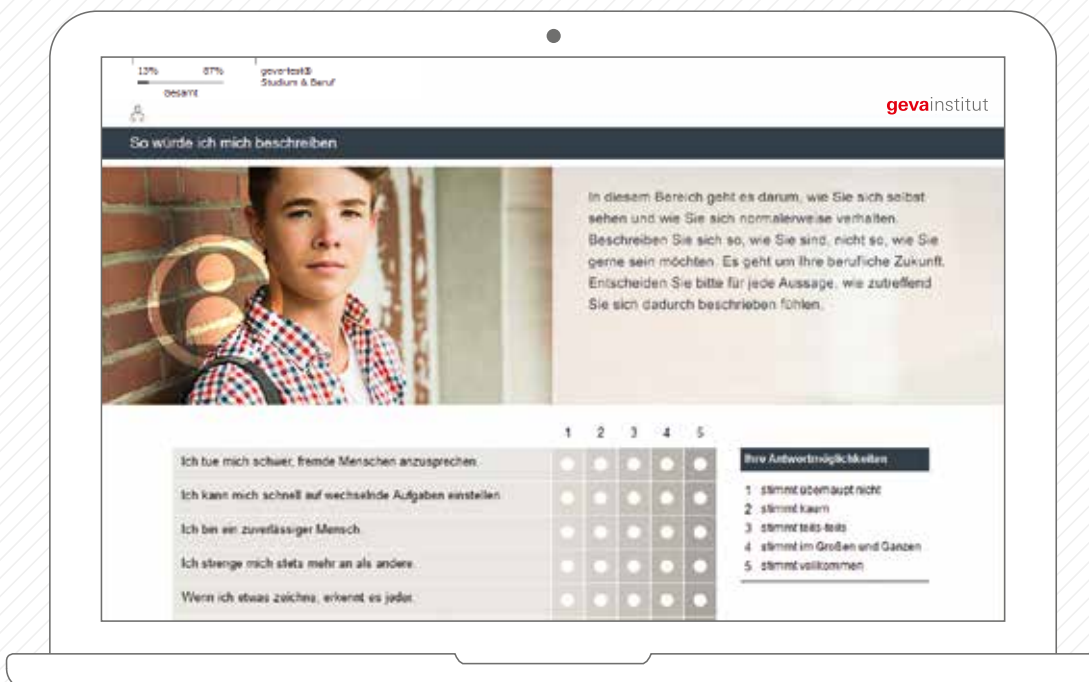 13% 87%
Gesamt
geva-test®
Studium & Beruf
gevainstitut
So würde ich mich beschreiben
In diesem Bereich geht es darum, wie Sie sich selbst
sehen und wie Sie sich normalerweise verhalten.
Beschreiben Sie sich so, wie Sie sind, nicht so, wie Sie
gerne sein möchten. Es geht um Ihre berufliche Zukunft.
Entscheiden Sie bitte für jede Aussage, wie zutreffend
Sie sich dadurch beschrieben fühlen.
1 2 3 4 5
Ich tue mich schwer, fremde Menschen anzusprechen.
Ich kann mich schnell auf wechselnde Aufgaben einstellen.
Ich bin ein zuverlässiger Mensch.
Ich strenge mich stets mehr an als andere.
Wenn ich etwas zeichne, erkennt es jeder.
Ihre Antwortmöglichkeiten
1 stimmt überhaupt nicht
2 stimmt kaum
3 stimmt teils-teils
4 stimmt im Großen und Ganzen
5 stimmt vollkommen